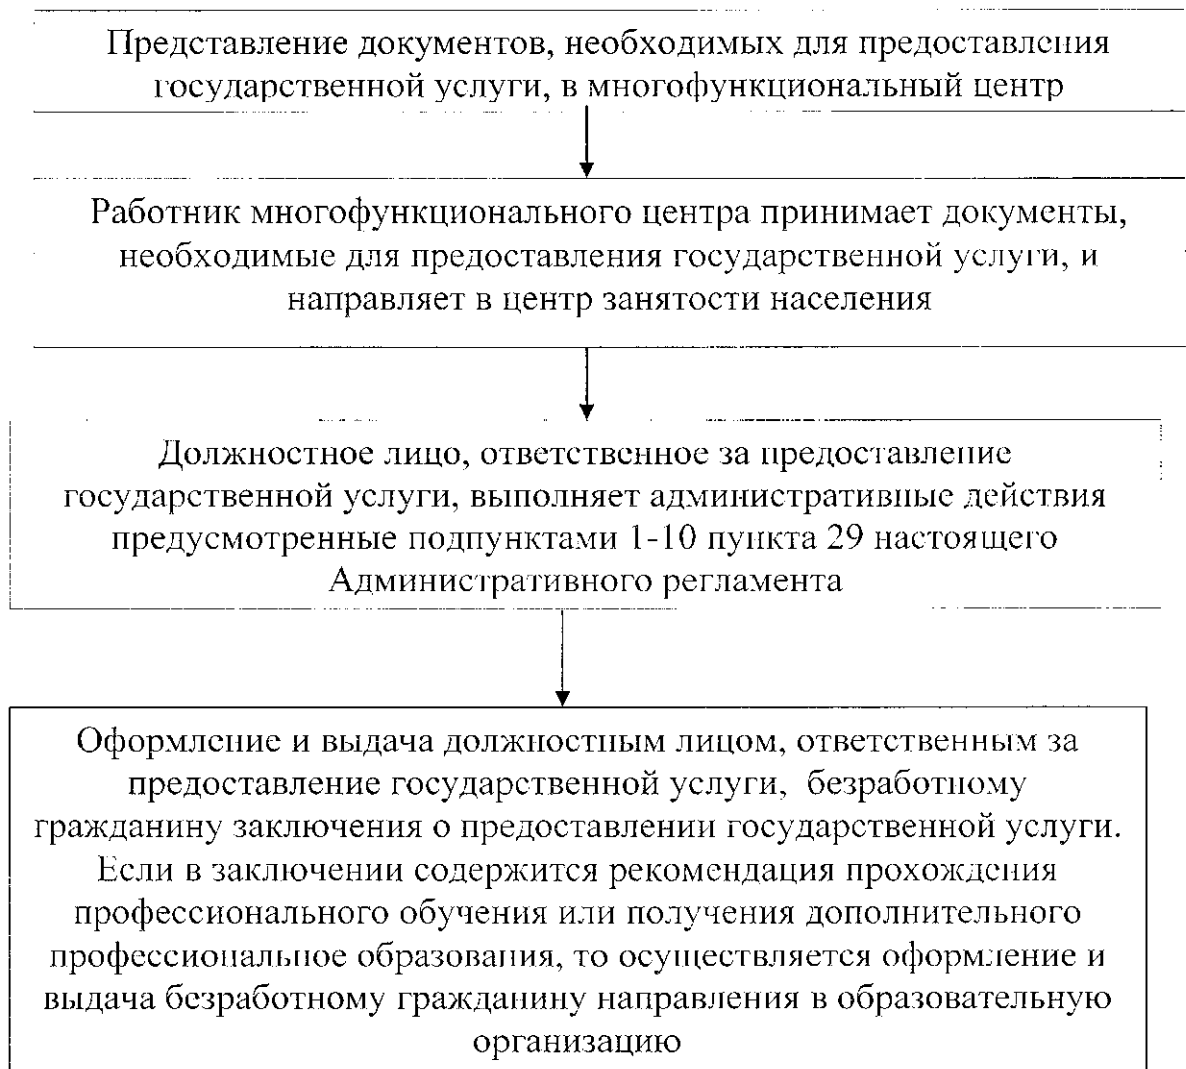 Представление документов, необходимых для предоставления
государственной услуги, в многофункциональный центр
Работник многофункционального центра принимает документы,
необходимые для предоставления государственной услуги, и
направляет в центр занятости населения
Должностное лицо, ответственное за предоставление
государственной услуги, выполняет административные действия
предусмотренные подпунктами 1-10 пункта 29 настоящего
Административного регламента
Оформление и выдача должностным лицом, ответственным за
предоставление государственной услуги, безработному
гражданину заключения о предоставлении государственной услуги.
Если в заключении содержится рекомендация прохождения
профессионального обучения или получения дополнительного
профессиональное образования, то осуществляется оформление и
выдача безработному гражданину направления в образовательную
организацию